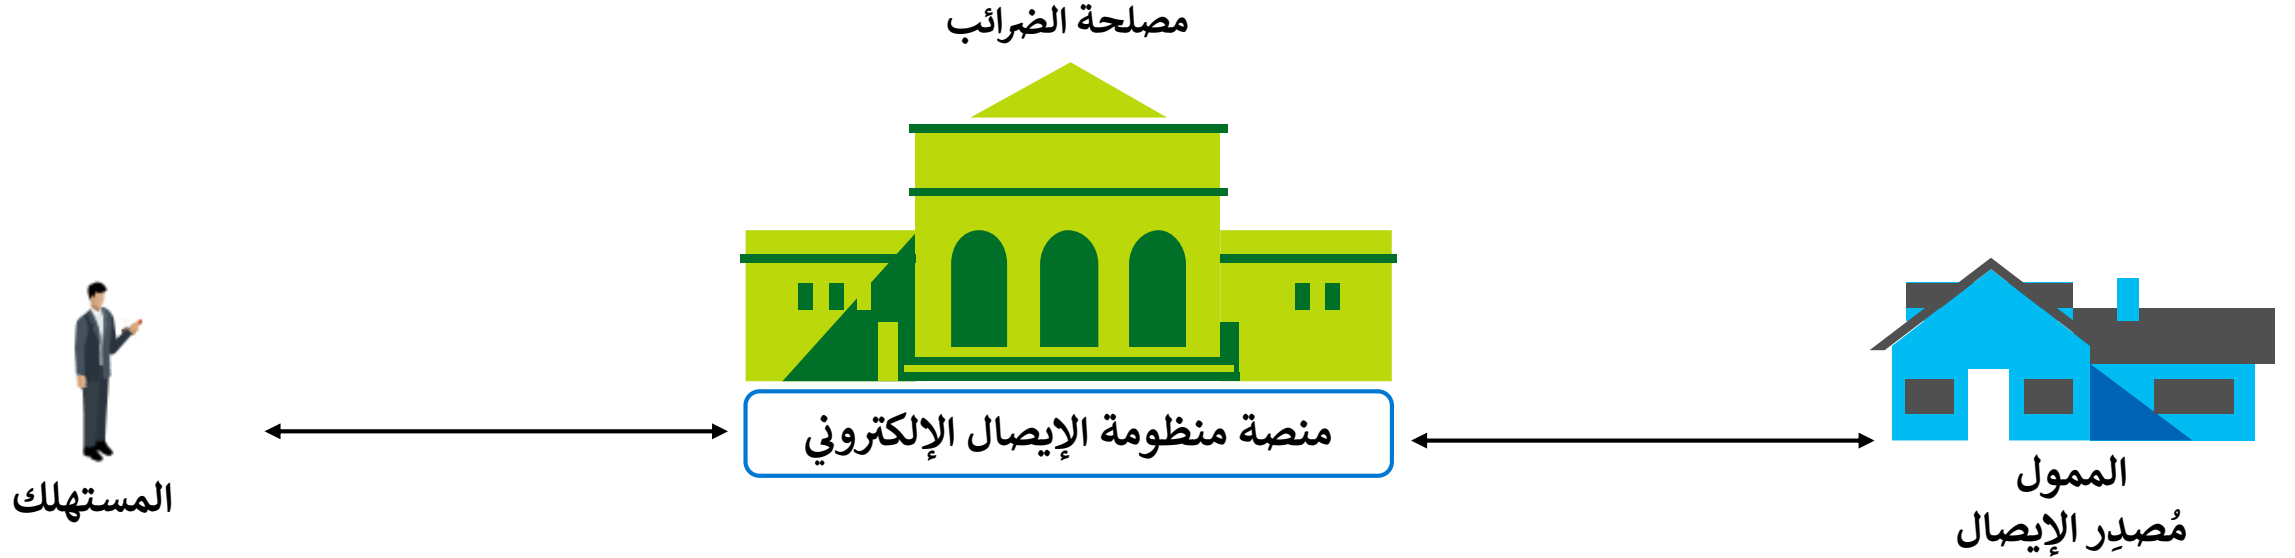 مصلحة الضرائب
منصة منظومة الإيصال الإلكتروني
الممول
مُصدِر الإيصال
المستهلك